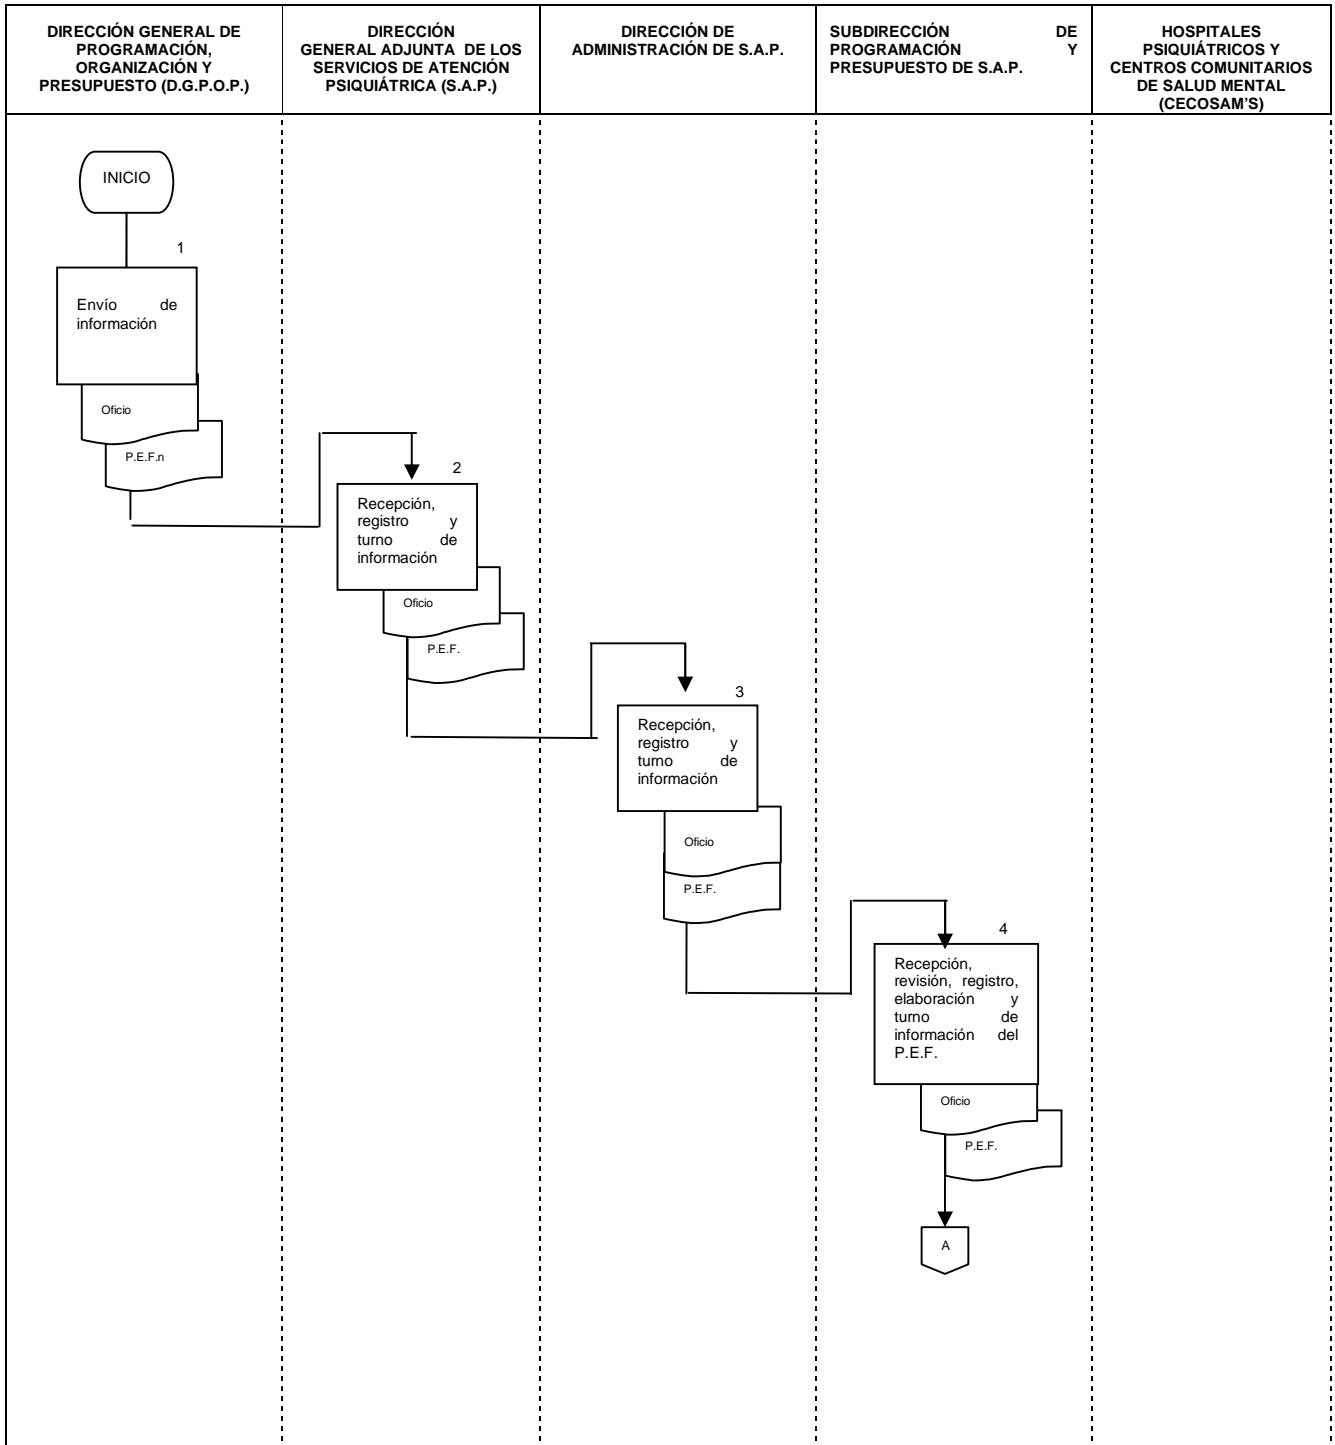 DIRECCIÓN GENERAL DE
PROGRAMACIÓN,
ORGANIZACIÓN Y
PRESUPUESTO (D.G.P.O.P.)
DIRECCIÓN
GENERAL ADJUNTA DE LOS
SERVICIOS DE ATENCIÓN
PSIQUIÁTRICA (S.A.P.)
DIRECCIÓN DE
ADMINISTRACIÓN DE S.A.P.
SUBDIRECCIÓN DE
PROGRAMACIÓN Y
PRESUPUESTO DE S.A.P.
HOSPITALES
PSIQUIÁTRICOS Y
CENTROS COMUNITARIOS
DE SALUD MENTAL
(CECOSAM'S)
INICIO
1
Envío de
información
Oficio
P.E.F.n
2
Recepción,
registro y
turno de
información
Oficio
P.E.F.
3
Recepción,
registro y
turno de
información
Oficio
P.E.F.
4
Recepción,
revisión, registro,
elaboración y
turno de
información del
P.E.F.
Oficio
P.E.F.
A